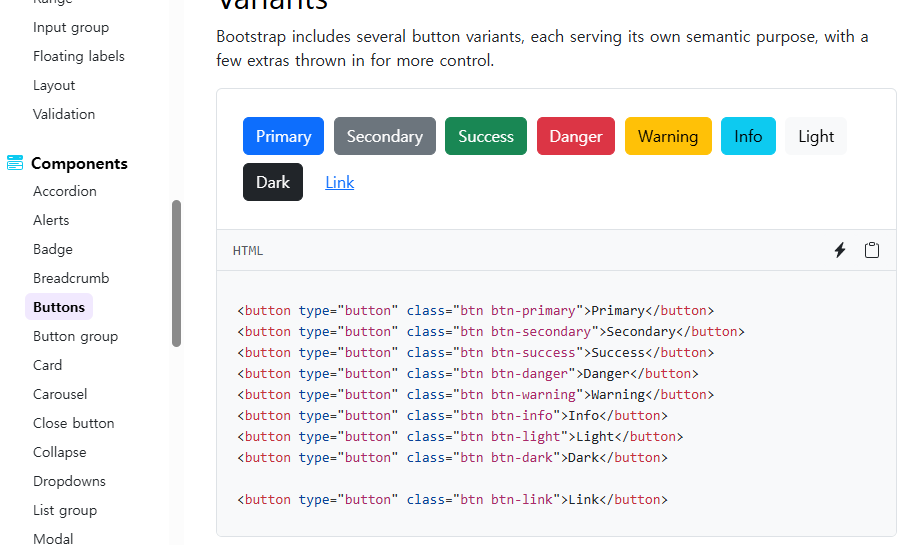 Range
Input group
Floating labels
Layout
Validation
Components
Accordion
Alerts
Badge
Breadcrumb
Buttons
Button group
Card
Carousel
Close button
Collapse
Dropdowns
List group
Modal
Variants
Bootstrap includes several button variants, each serving its own semantic purpose, with a
few extras thrown in for more control.
Primary Secondary Success Danger Warning Info Light
Dark Link
HTML
<button type="button" class="btn btn-primary">Primary</button>
<button type="button" class="btn btn-secondary">Secondary</button>
<button type="button" class="btn btn-success">Success</button>
<button type="button" class="btn btn-danger">Danger</button>
<button type="button" class="btn btn-warning">Warning</button>
<button type="button" class="btn btn-info">Info</button>
<button type="button" class="btn btn-light">Light</button>
<button type="button" class="btn btn-dark">Dark</button>
<button type="button" class="btn btn-link">Link</button>